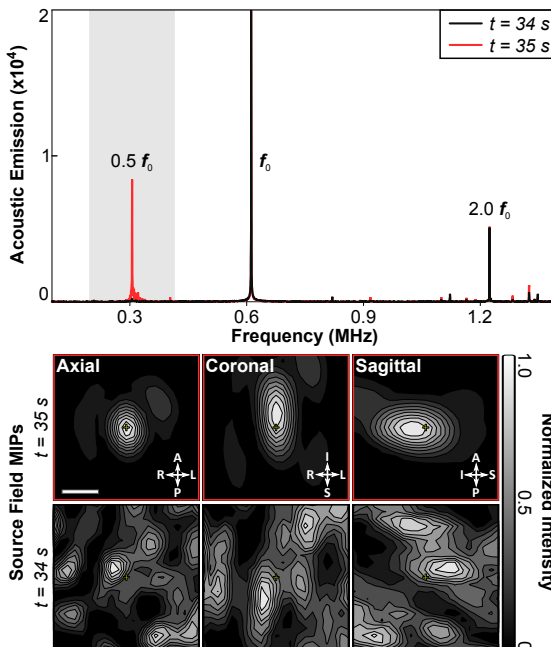 2
t = 34 s
t = 35 s
Acoustic Emission (x10⁴)
0.5 f₀
f₀
1
2.0 f₀
0
0.3
0.6
0.9
1.2
Frequency (MHz)
Source Field MIPs
t = 35 s
Axial
A
R L
P
Coronal
I
R L
S
Sagittal
A
I S
P
t = 34 s
1.0
0.5
0
Normalized Intensity